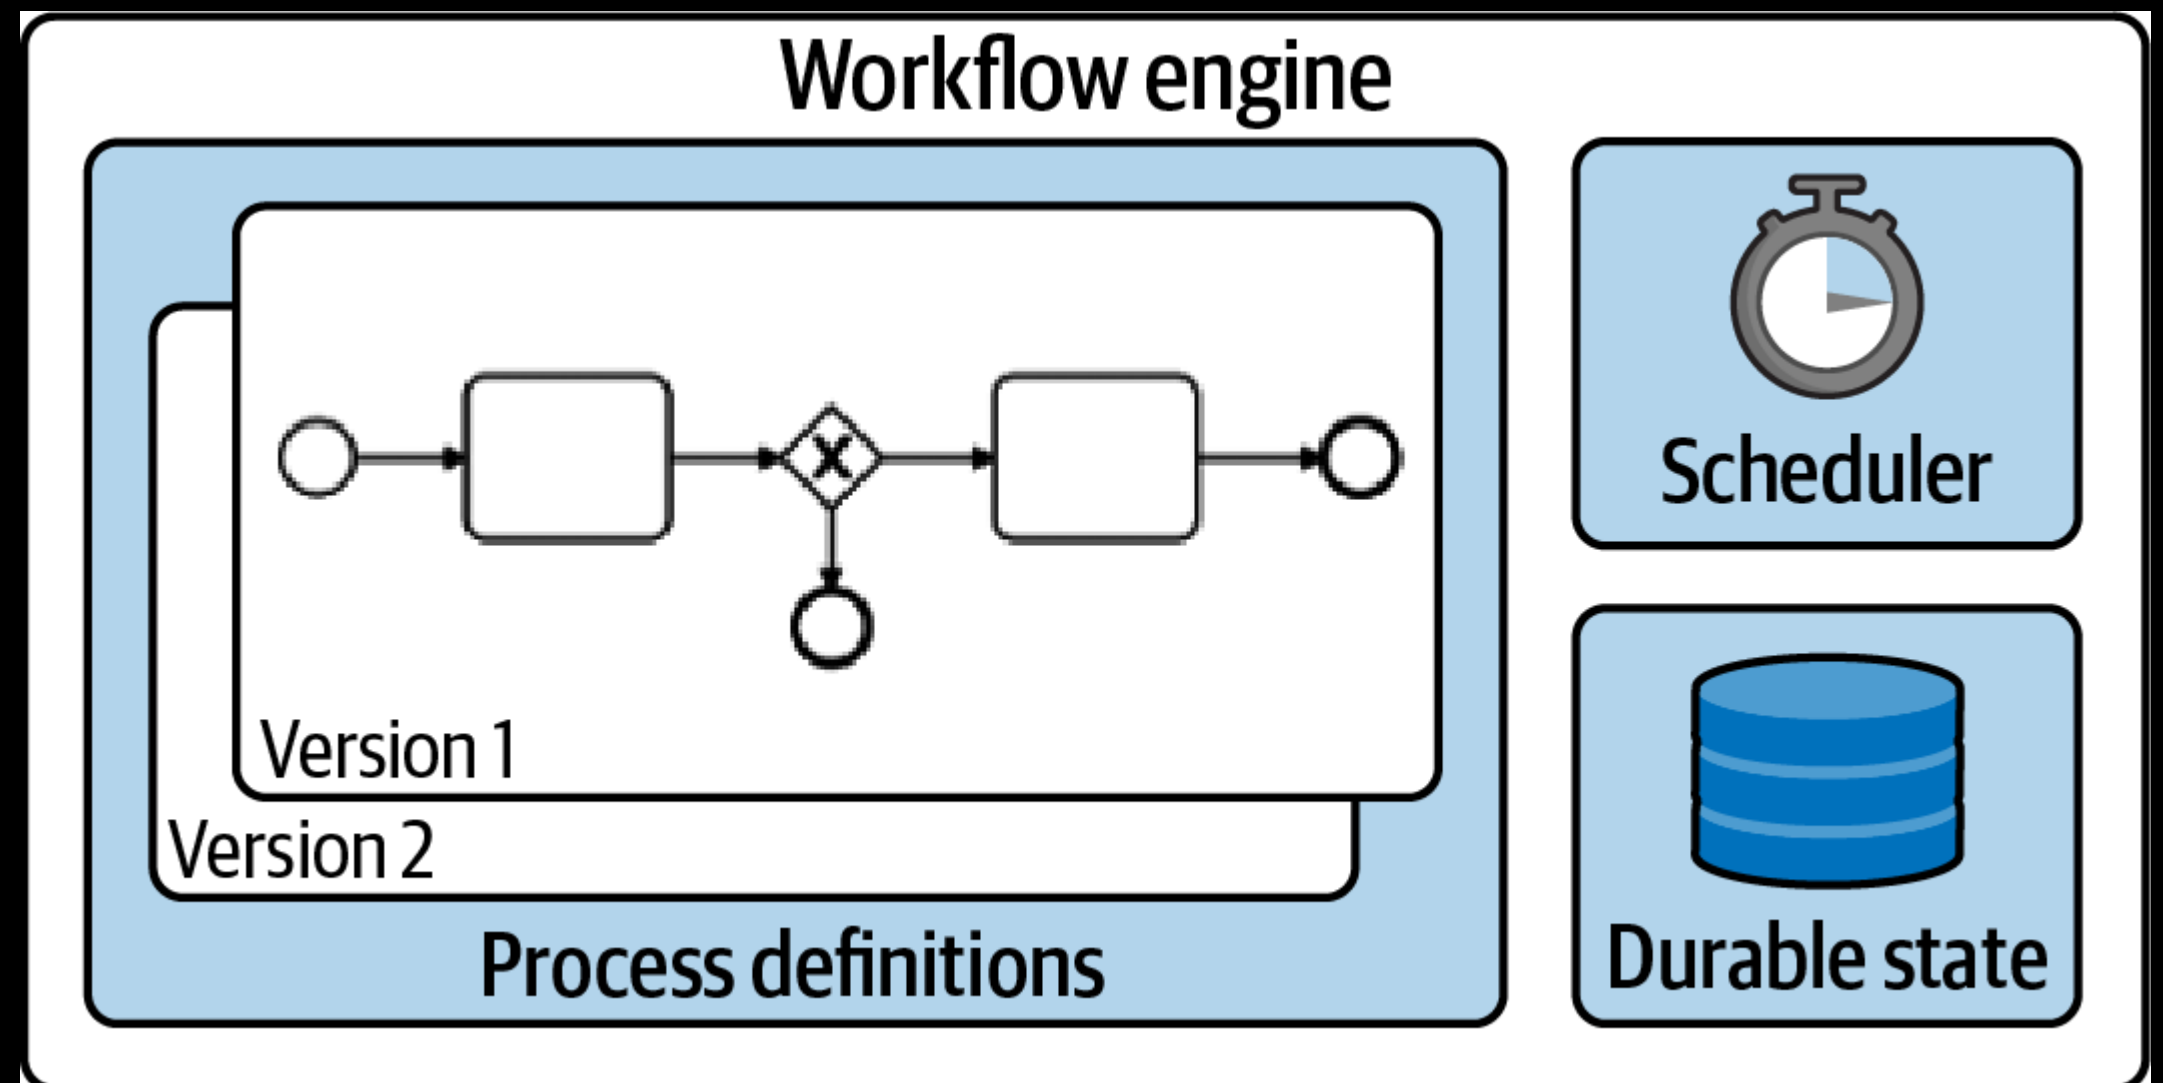 Workflow engine
Version 1
Version 2
Process definitions
Scheduler
Durable state